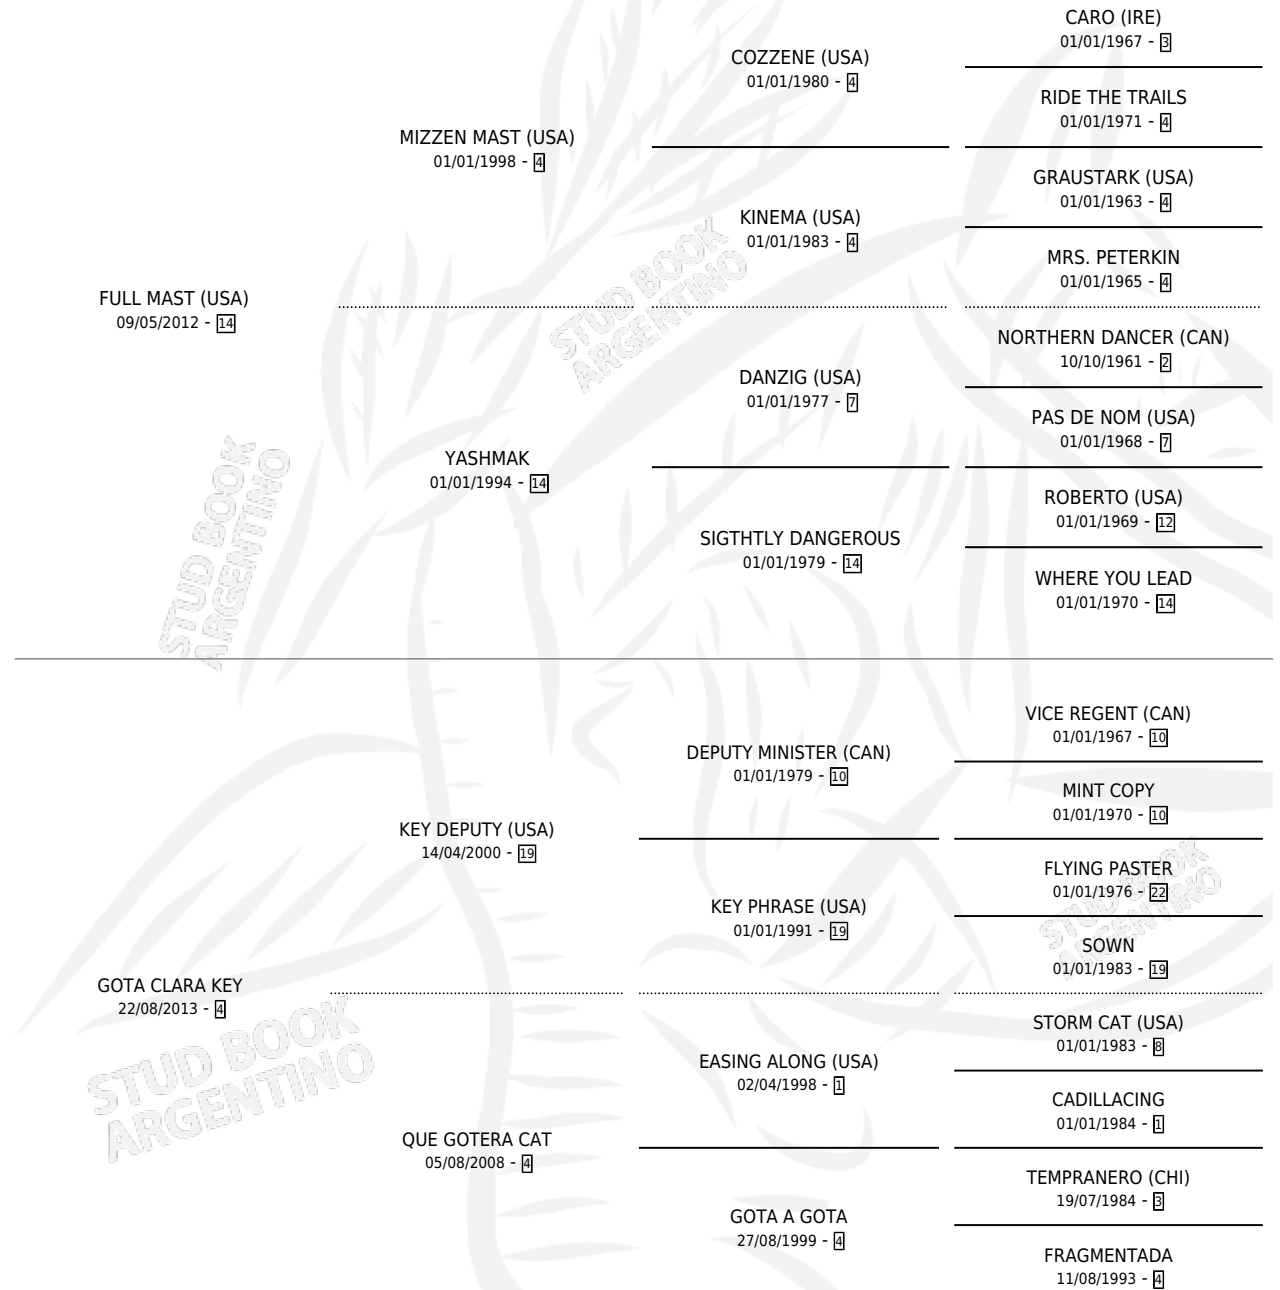 CARO (IRE)
01/01/1967 - 3
COZZENE (USA)
01/01/1980 - 4
RIDE THE TRAILS
01/01/1971 - 4
MIZZEN MAST (USA)
01/01/1998 - 4
GRAUSTARK (USA)
01/01/1963 - 4
KINEMA (USA)
01/01/1983 - 4
MRS. PETERKIN
01/01/1965 - 4
FULL MAST (USA)
09/05/2012 - 14
NORTHERN DANCER (CAN)
10/10/1961 - 2
DANZIG (USA)
01/01/1977 - 7
PAS DE NOM (USA)
01/01/1968 - 7
YASHMAK
01/01/1994 - 14
ROBERTO (USA)
01/01/1969 - 12
SIGTHTLY DANGEROUS
01/01/1979 - 14
WHERE YOU LEAD
01/01/1970 - 14
VICE REGENT (CAN)
01/01/1967 - 10
DEPUTY MINISTER (CAN)
01/01/1979 - 10
MINT COPY
01/01/1970 - 10
KEY DEPUTY (USA)
14/04/2000 - 19
FLYING PASTER
01/01/1976 - 22
KEY PHRASE (USA)
01/01/1991 - 19
SOWN
01/01/1983 - 19
GOTA CLARA KEY
22/08/2013 - 4
STORM CAT (USA)
01/01/1983 - 8
EASING ALONG (USA)
02/04/1998 - 1
CADILLACING
01/01/1984 - 1
QUE GOTERA CAT
05/08/2008 - 4
TEMPRANERO (CHI)
19/07/1984 - 3
GOTA A GOTA
27/08/1999 - 4
FRAGMENTADA
11/08/1993 - 4
STUD BOOK
ARGENTINO
STUD BOOK
ARGENTINO
STUD BOOK
ARGENTINO
STUD BOOK
ARGENTINO